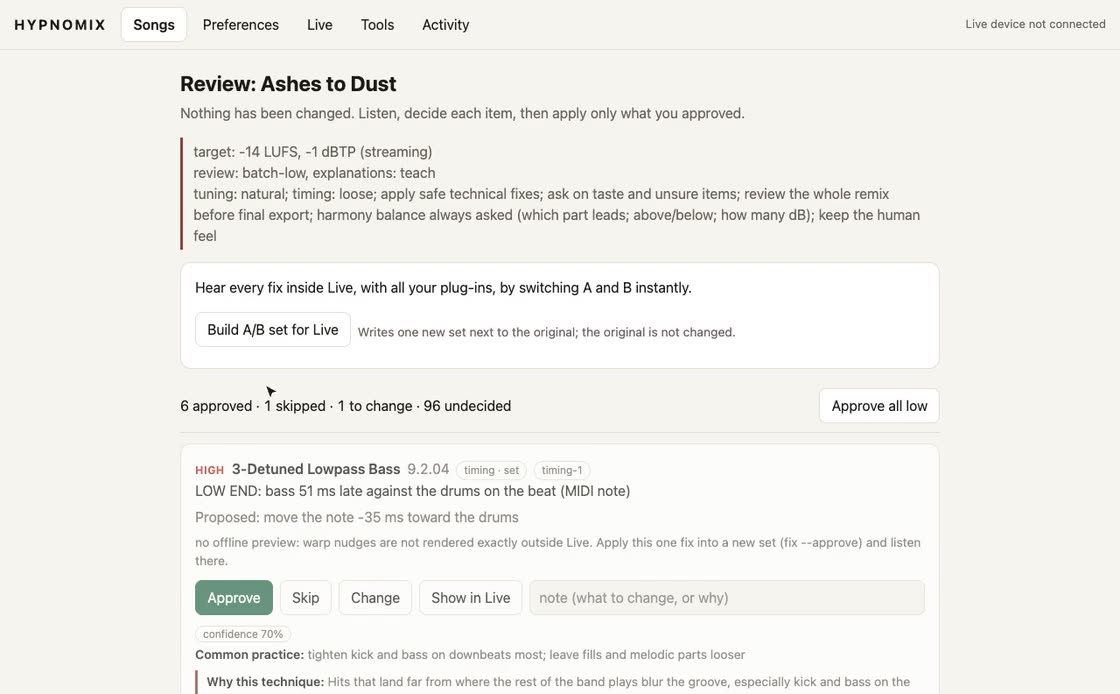 HYPNOMIX Songs Preferences Live Tools Activity Live device not connected
Review: Ashes to Dust
Nothing has been changed. Listen, decide each item, then apply only what you approved.
target: -14 LUFS, -1 dBTP (streaming)
review: batch-low, explanations: teach
tuning: natural; timing: loose; apply safe technical fixes; ask on taste and unsure items; review the whole remix
before final export; harmony balance always asked (which part leads; above/below; how many dB); keep the human
feel
Hear every fix inside Live, with all your plug-ins, by switching A and B instantly.
Build A/B set for Live Writes one new set next to the original; the original is not changed.
6 approved · 1 skipped · 1 to change · 96 undecided Approve all low
HIGH 3-Detuned Lowpass Bass 9.2.04 timing · set timing-1
LOW END: bass 51 ms late against the drums on the beat (MIDI note)
Proposed: move the note -35 ms toward the drums
no offline preview: warp nudges are not rendered exactly outside Live. Apply this one fix into a new set (fix --approve) and listen
there.
Approve Skip Change Show in Live note (what to change, or why)
confidence 70%
Common practice: tighten kick and bass on downbeats most; leave fills and melodic parts looser
Why this technique: Hits that land far from where the rest of the band plays blur the groove, especially kick and bass on the